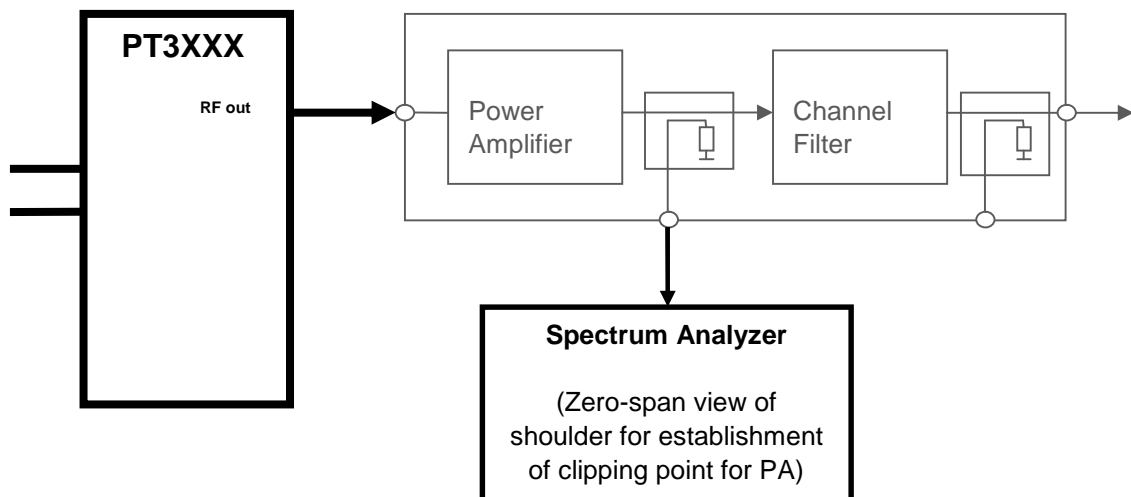 PT3XXX
RF out
Power
Amplifier
Channel
Filter
Spectrum Analyzer
(Zero-span view of
shoulder for establishment
of clipping point for PA)